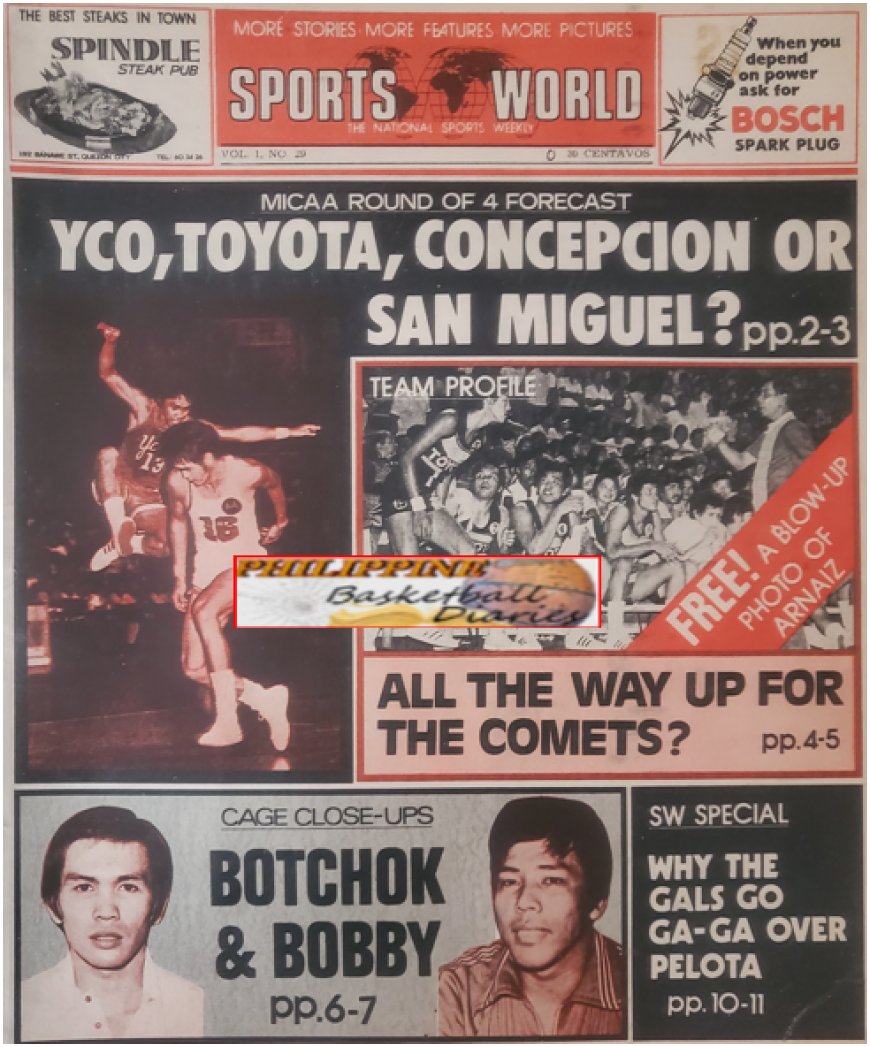 THE BEST STEAKS IN TOWN
SPINDLE
STEAK PUB
TEL:
MORE STORIES · MORE FEATURES · MORE PICTURES
SPORTS WORLD
THE NATIONAL SPORTS WEEKLY
VOL. 1, NO. 29
30 CENTAVOS
When you
depend
on power
ask for
BOSCH
SPARK PLUG
MICAA ROUND OF 4 FORECAST
YCO, TOYOTA, CONCEPCION OR
SAN MIGUEL? pp.2-3
Yco
13
16
TEAM PROFILE
FREE! A BLOW-UP
PHOTO OF
ARNAIZ
PHILIPPINE
Basketball
Diaries
ALL THE WAY UP FOR
THE COMETS? pp.4-5
CAGE CLOSE-UPS
BOTCHOK
& BOBBY
pp.6-7
SW SPECIAL
WHY THE
GALS GO
GA-GA OVER
PELOTA
pp.10-11